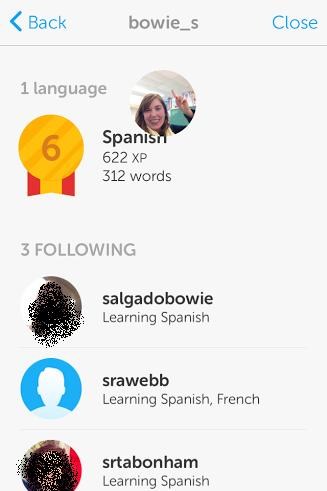 Back bowie_s Close
1 language
6
Spanish
622 XP
312 words
3 FOLLOWING
salgadobowie
Learning Spanish
srawebb
Learning Spanish, French
srtabonham
Learning Spanish